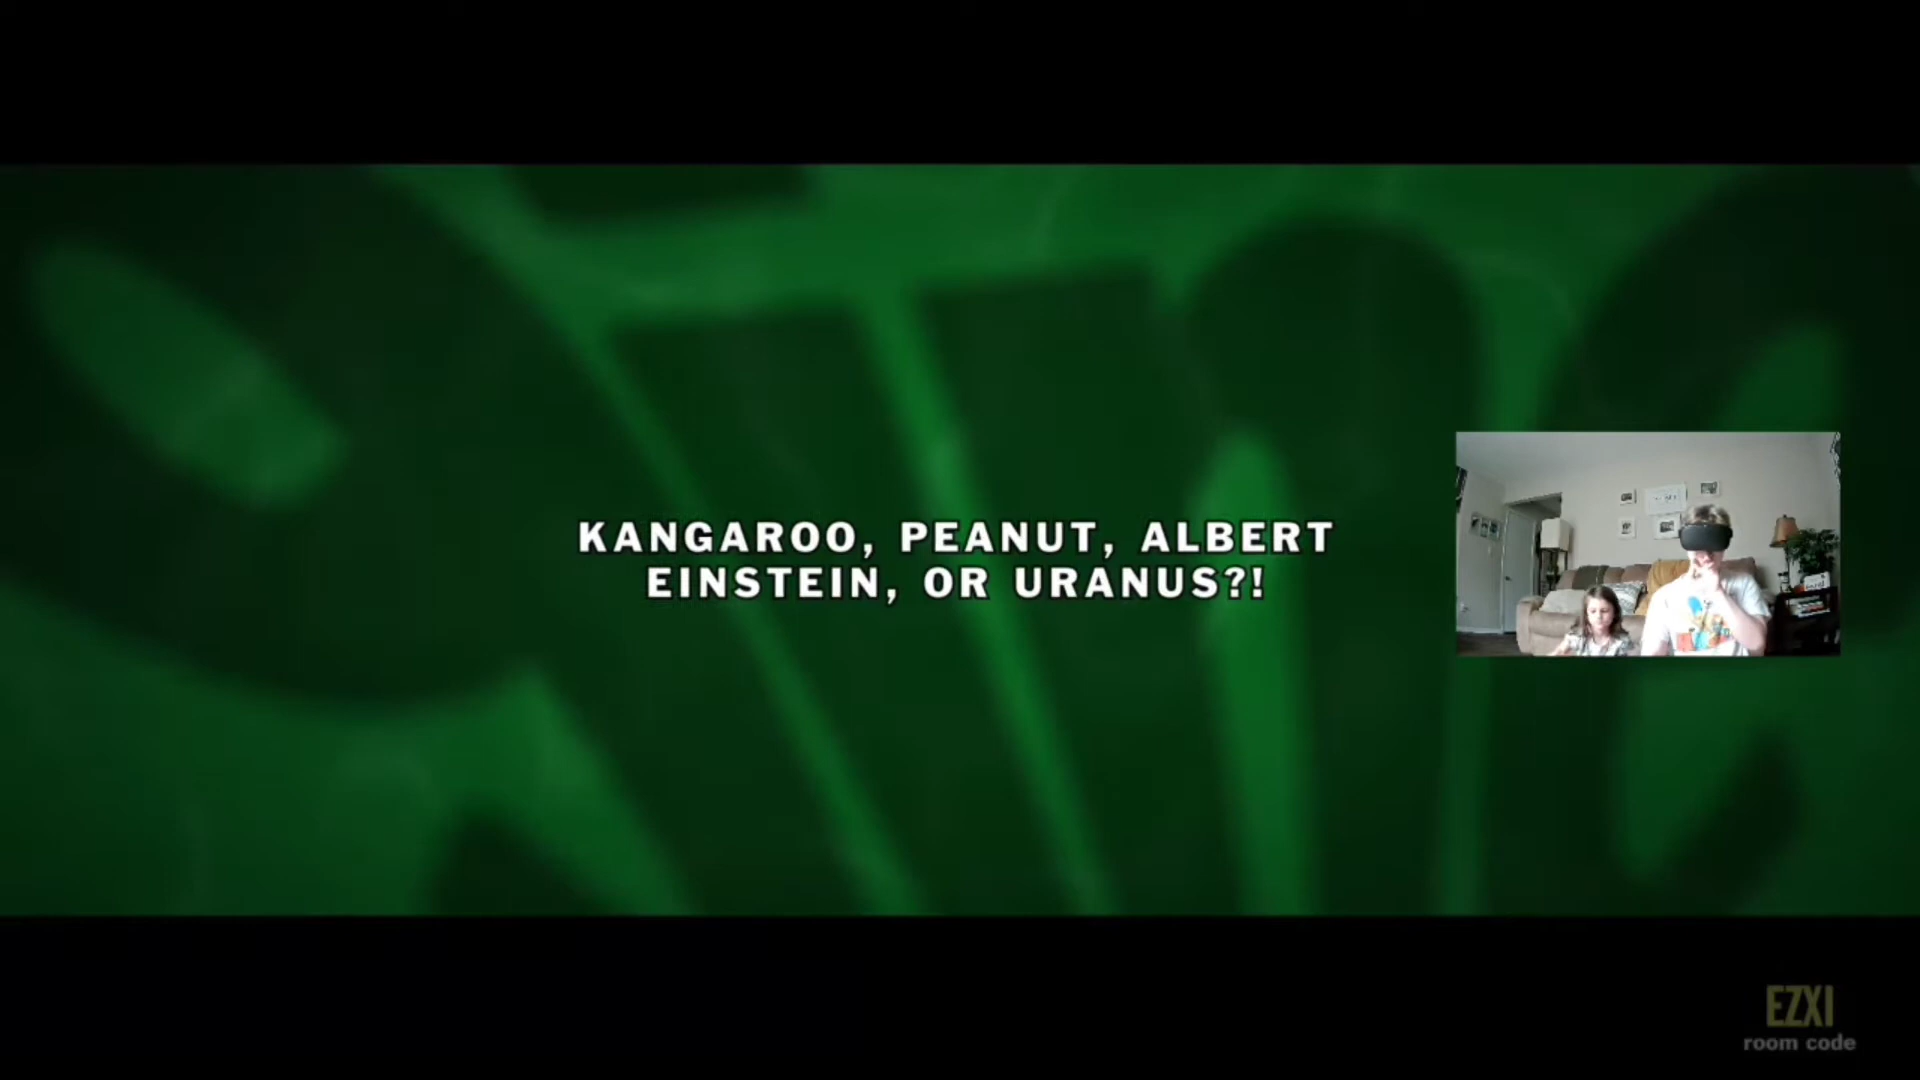 KANGAROO, PEANUT, ALBERT
EINSTEIN, OR URANUS?!
EZXI
room code